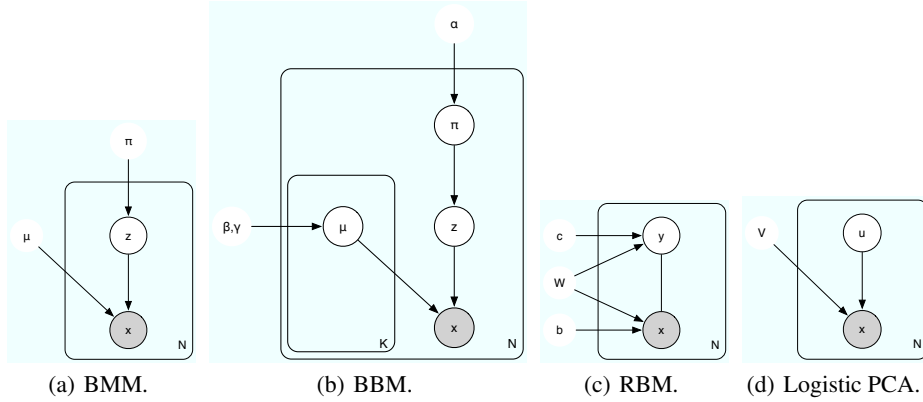 π
μ
z
x
N
(a) BMM.
α
π
β,γ
μ
z
x
K
N
(b) BBM.
c
y
W
b
x
N
(c) RBM.
V
u
x
N
(d) Logistic PCA.